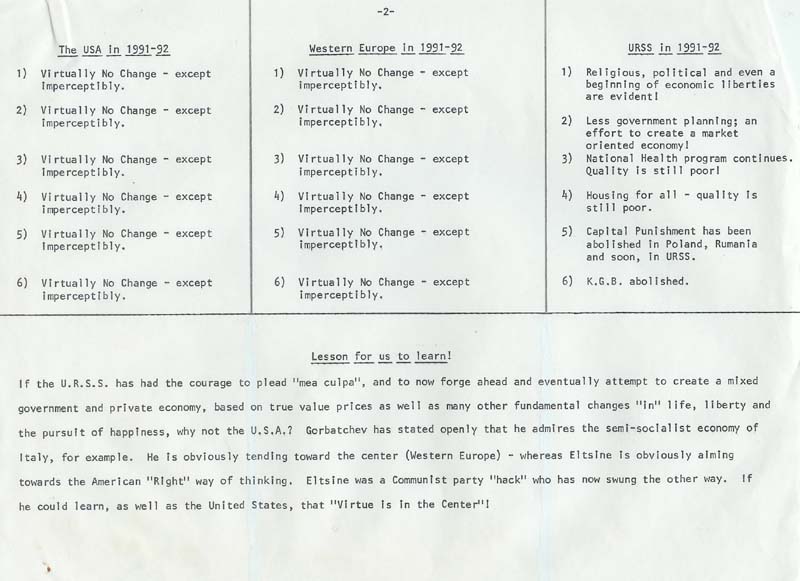 -2-
The USA in 1991-92
1) Virtually No Change - except
imperceptibly.
2) Virtually No Change - except
imperceptibly.
3) Virtually No Change - except
imperceptibly.
4) Virtually No Change - except
imperceptibly.
5) Virtually No Change - except
imperceptibly.
6) Virtually No Change - except
imperceptibly.
Western Europe in 1991-92
1) Virtually No Change - except
imperceptibly.
2) Virtually No Change - except
imperceptibly.
3) Virtually No Change - except
imperceptibly.
4) Virtually No Change - except
imperceptibly.
5) Virtually No Change - except
imperceptibly.
6) Virtually No Change - except
imperceptibly.
URSS in 1991-92
1) Religious, political and even a
beginning of economic liberties
are evident!
2) Less government planning; an
effort to create a market
oriented economy!
3) National Health program continues.
Quality is still poor!
4) Housing for all - quality is
still poor.
5) Capital Punishment has been
abolished in Poland, Rumania
and soon, in URSS.
6) K.G.B. abolished.
Lesson for us to learn!
If the U.R.S.S. has had the courage to plead "mea culpa", and to now forge ahead and eventually attempt to create a mixed
government and private economy, based on true value prices as well as many other fundamental changes "in" life, liberty and
the pursuit of happiness, why not the U.S.A.? Gorbatchev has stated openly that he admires the semi-socialist economy of
Italy, for example. He is obviously tending toward the center (Western Europe) - whereas Eltsine is obviously aiming
towards the American "Right" way of thinking. Eltsine was a Communist party "hack" who has now swung the other way. If
he could learn, as well as the United States, that "Virtue is in the Center"!